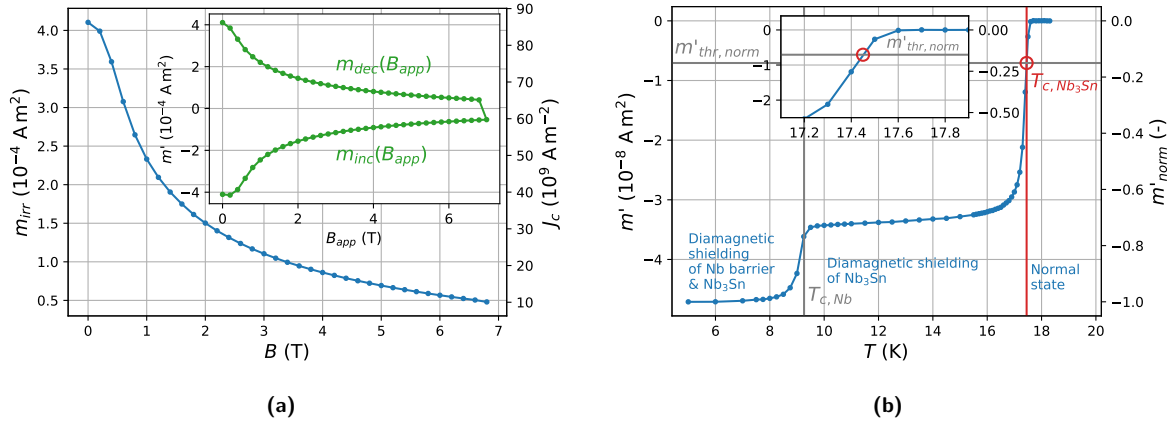 m_irr (10⁻⁴ A m²)
4.0
3.5
3.0
2.5
2.0
1.5
1.0
0.5
0 1 2 3 4 5 6 7
B (T)
J_c (10⁹ A m⁻²)
90
80
70
60
50
40
30
20
10
m' (10⁻⁴ A m²)
4
2
0
−2
−4
m_dec(B_app)
m_inc(B_app)
0 2 4 6
B_app (T)
(a)
m' (10⁻⁸ A m²)
0
−1
−2
−3
−4
m'_thr,norm
0
−1
−2
m'_thr,norm
0.00
−0.25
−0.50
17.2 17.4 17.6 17.8
T_c,Nb₃Sn
Diamagnetic
shielding
of Nb barrier
& Nb₃Sn
Diamagnetic shielding
of Nb₃Sn
Normal
state
T_c,Nb
6 8 10 12 14 16 18 20
T (K)
m'_norm (-)
0.0
−0.2
−0.4
−0.6
−0.8
−1.0
(b)